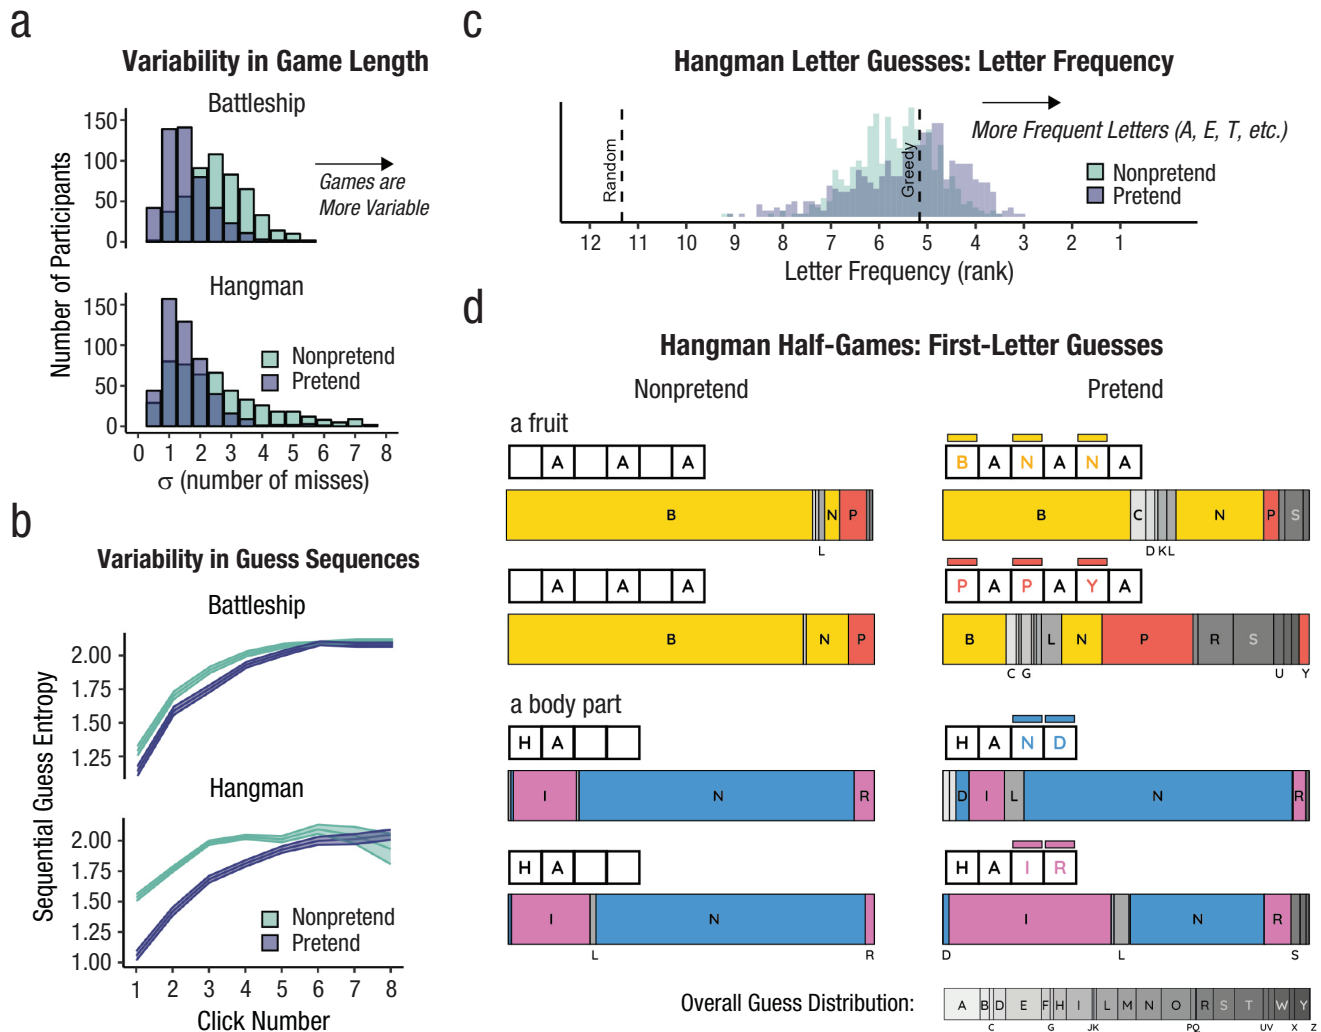 a
Variability in Game Length
Battleship
Number of Participants
150
100
50
0
Games are
More Variable
Hangman
150
100
50
0
Nonpretend
Pretend
0 1 2 3 4 5 6 7 8
σ (number of misses)
b
Variability in Guess Sequences
Battleship
Sequential Guess Entropy
2.00
1.75
1.50
1.25
Hangman
2.00
1.75
1.50
1.25
1.00
Nonpretend
Pretend
1 2 3 4 5 6 7 8
Click Number
c
Hangman Letter Guesses: Letter Frequency
Random
Greedy
More Frequent Letters (A, E, T, etc.)
Nonpretend
Pretend
12 11 10 9 8 7 6 5 4 3 2 1
Letter Frequency (rank)
d
Hangman Half-Games: First-Letter Guesses
Nonpretend
Pretend
a fruit
A A A
B N P
L
B A N A N A
B C N P S
D K L
A A A
B N P
P A P A Y A
B L N P R S
C G U Y
a body part
H A
I N R
H A N D
D I L N R
H A
I N
L R
H A I R
I N R
D L S
Overall Guess Distribution:
A B D E F H I L M N O R S T W Y
C G J K P Q U V X Z